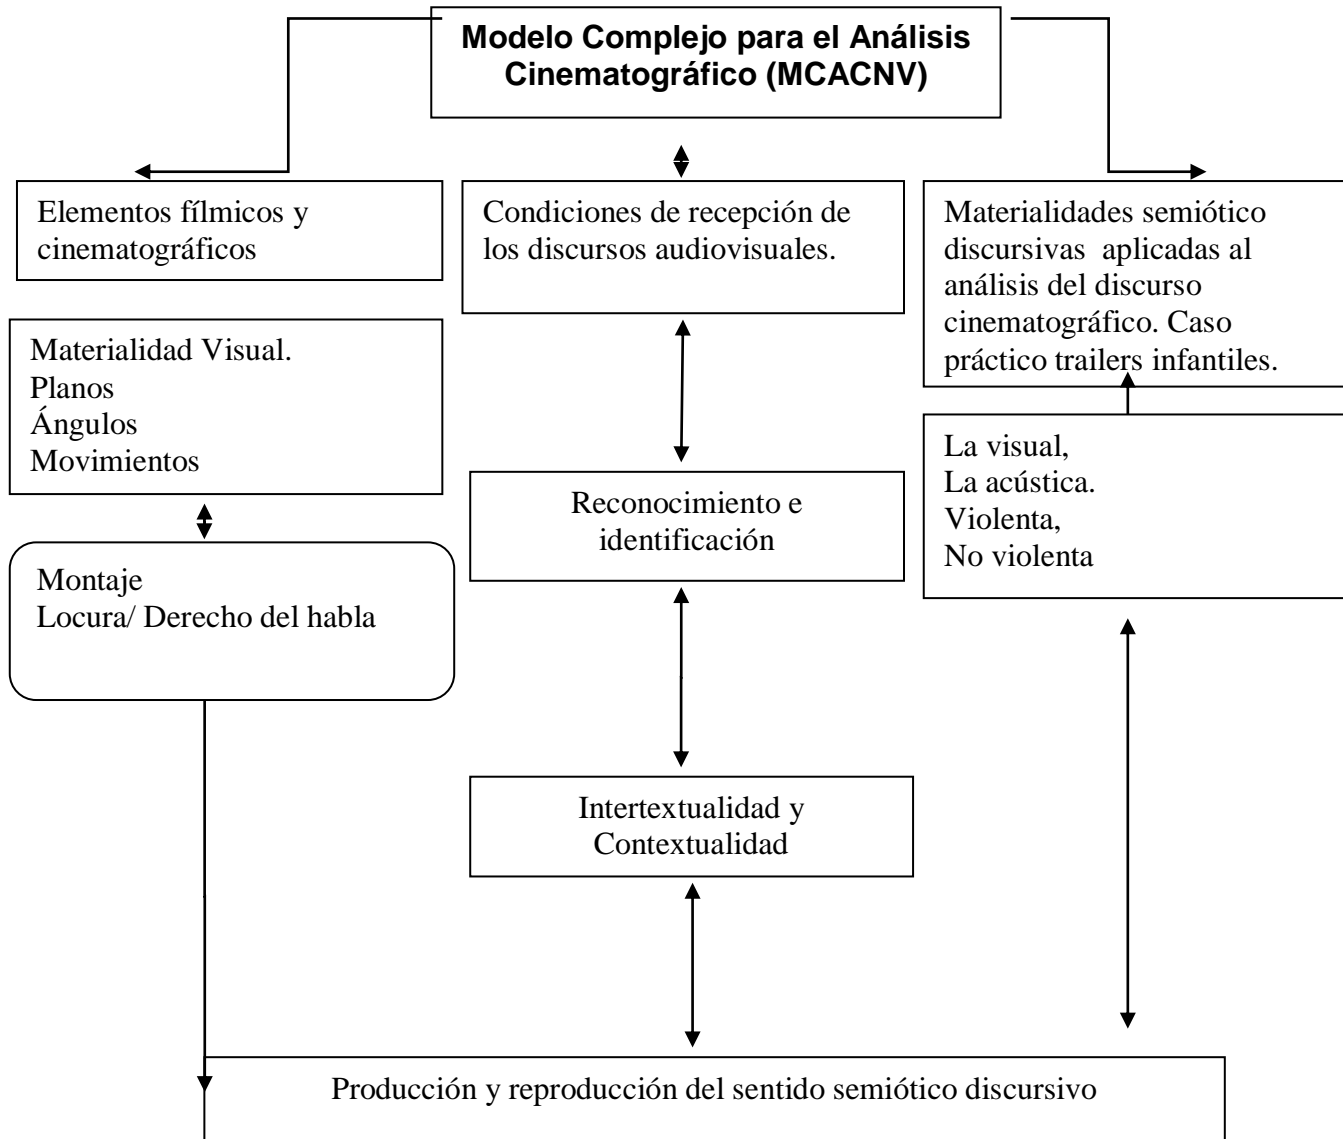 Modelo Complejo para el Análisis
Cinematográfico (MCACNV)
Elementos fílmicos y
cinematográficos
Condiciones de recepción de
los discursos audiovisuales.
Materialidades semiótico
discursivas aplicadas al
análisis del discurso
cinematográfico. Caso
práctico trailers infantiles.
Materialidad Visual.
Planos
Ángulos
Movimientos
La visual,
La acústica.
Violenta,
No violenta
Reconocimiento e
identificación
Montaje
Locura/ Derecho del habla
Intertextualidad y
Contextualidad
Producción y reproducción del sentido semiótico discursivo